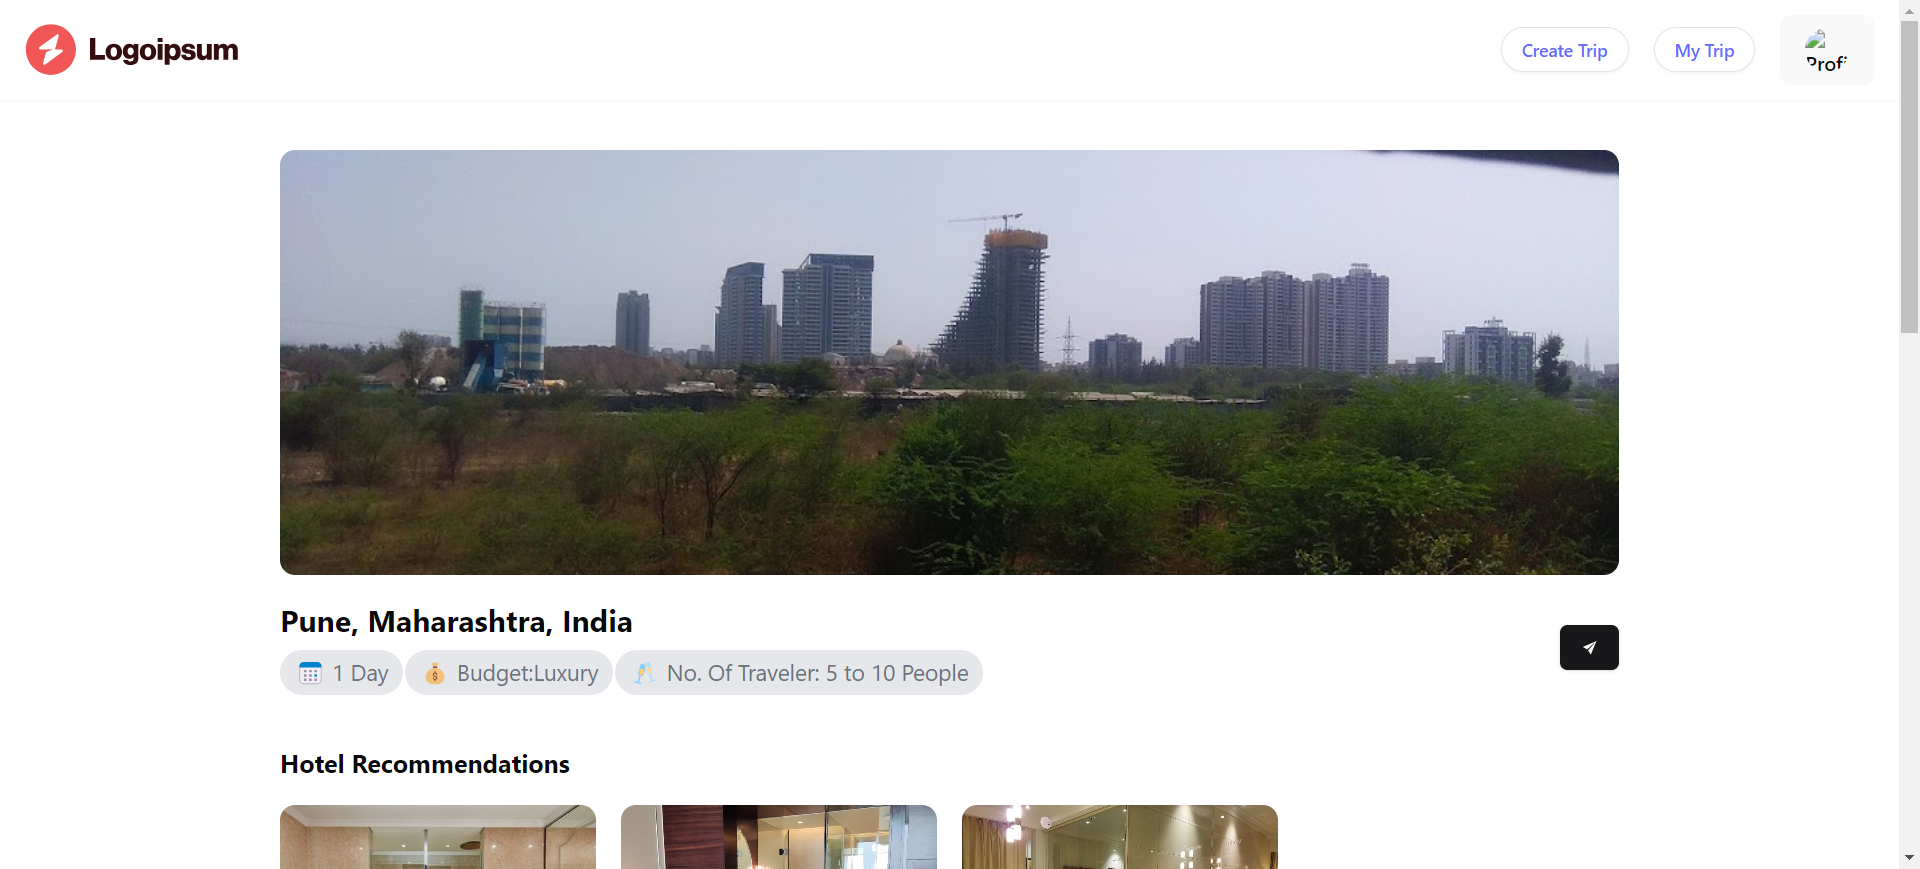 Logoipsum
Create Trip
My Trip
Profi
Pune, Maharashtra, India
1 Day
Budget:Luxury
No. Of Traveler: 5 to 10 People
Hotel Recommendations